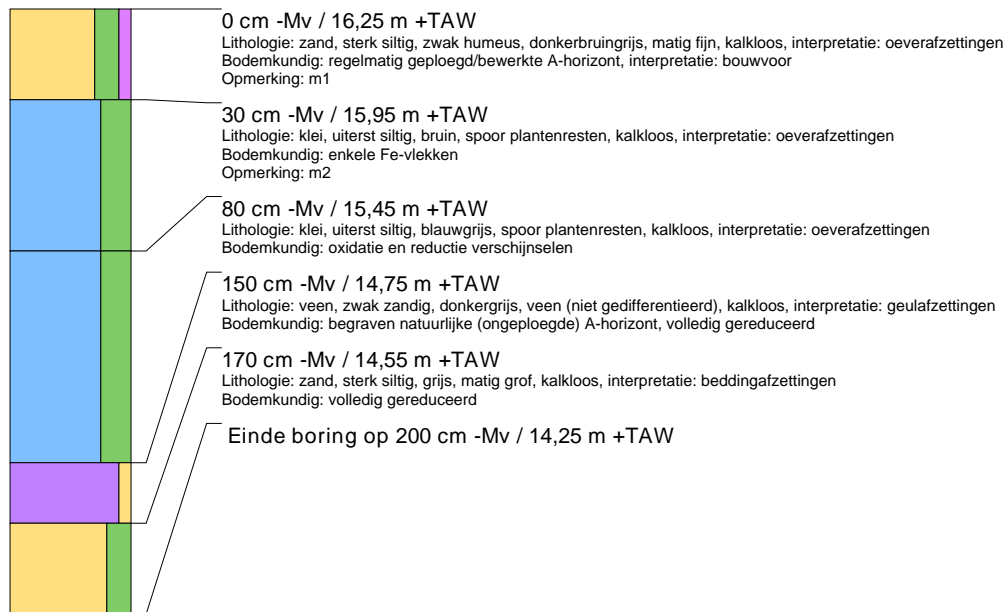 0 cm -Mv / 16,25 m +TAW
Lithologie: zand, sterk siltig, zwak humeus, donkerbruingrijs, matig fijn, kalkloos, interpretatie: oeverafzettingen
Bodemkundig: regelmatig geploegd/bewerkte A-horizont, interpretatie: bouwvoor
Opmerking: m1
30 cm -Mv / 15,95 m +TAW
Lithologie: klei, uiterst siltig, bruin, spoor plantenresten, kalkloos, interpretatie: oeverafzettingen
Bodemkundig: enkele Fe-vlekken
Opmerking: m2
80 cm -Mv / 15,45 m +TAW
Lithologie: klei, uiterst siltig, blauwgrijs, spoor plantenresten, kalkloos, interpretatie: oeverafzettingen
Bodemkundig: oxidatie en reductie verschijnselen
150 cm -Mv / 14,75 m +TAW
Lithologie: veen, zwak zandig, donkergrijs, veen (niet gedifferentieerd), kalkloos, interpretatie: geulafzettingen
Bodemkundig: begraven natuurlijke (ongeploegde) A-horizont, volledig gereduceerd
170 cm -Mv / 14,55 m +TAW
Lithologie: zand, sterk siltig, grijs, matig grof, kalkloos, interpretatie: beddingafzettingen
Bodemkundig: volledig gereduceerd
Einde boring op 200 cm -Mv / 14,25 m +TAW